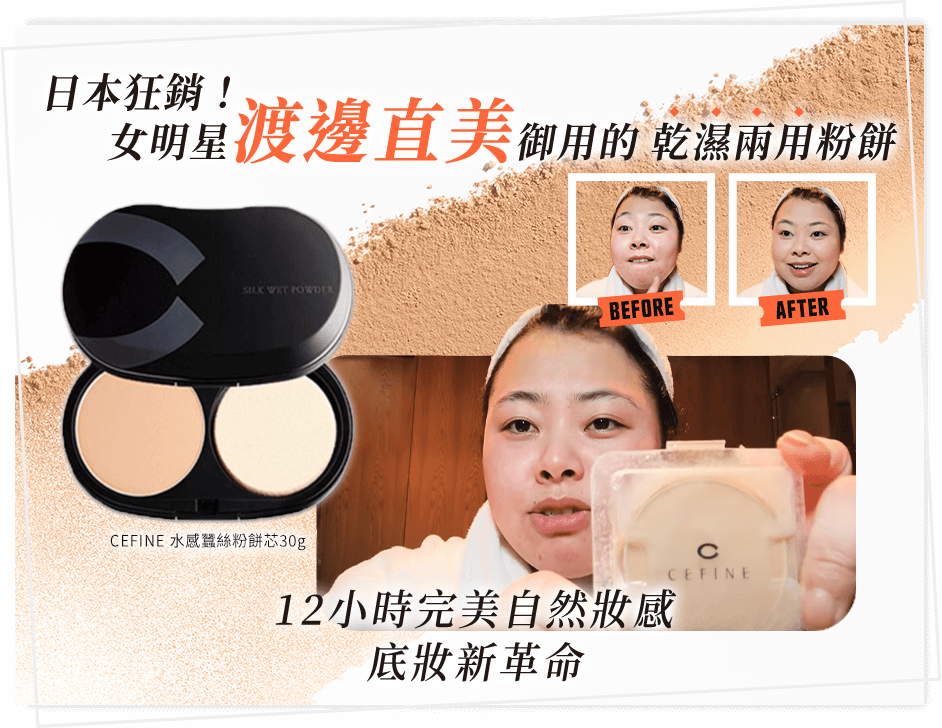 日本狂銷！
女明星渡邊直美御用的 乾濕兩用粉餅
SILK WET POWDER
BEFORE
AFTER
CEFINE
CEFINE 水感蠶絲粉餅芯30g
12小時完美自然妝感
底妝新革命